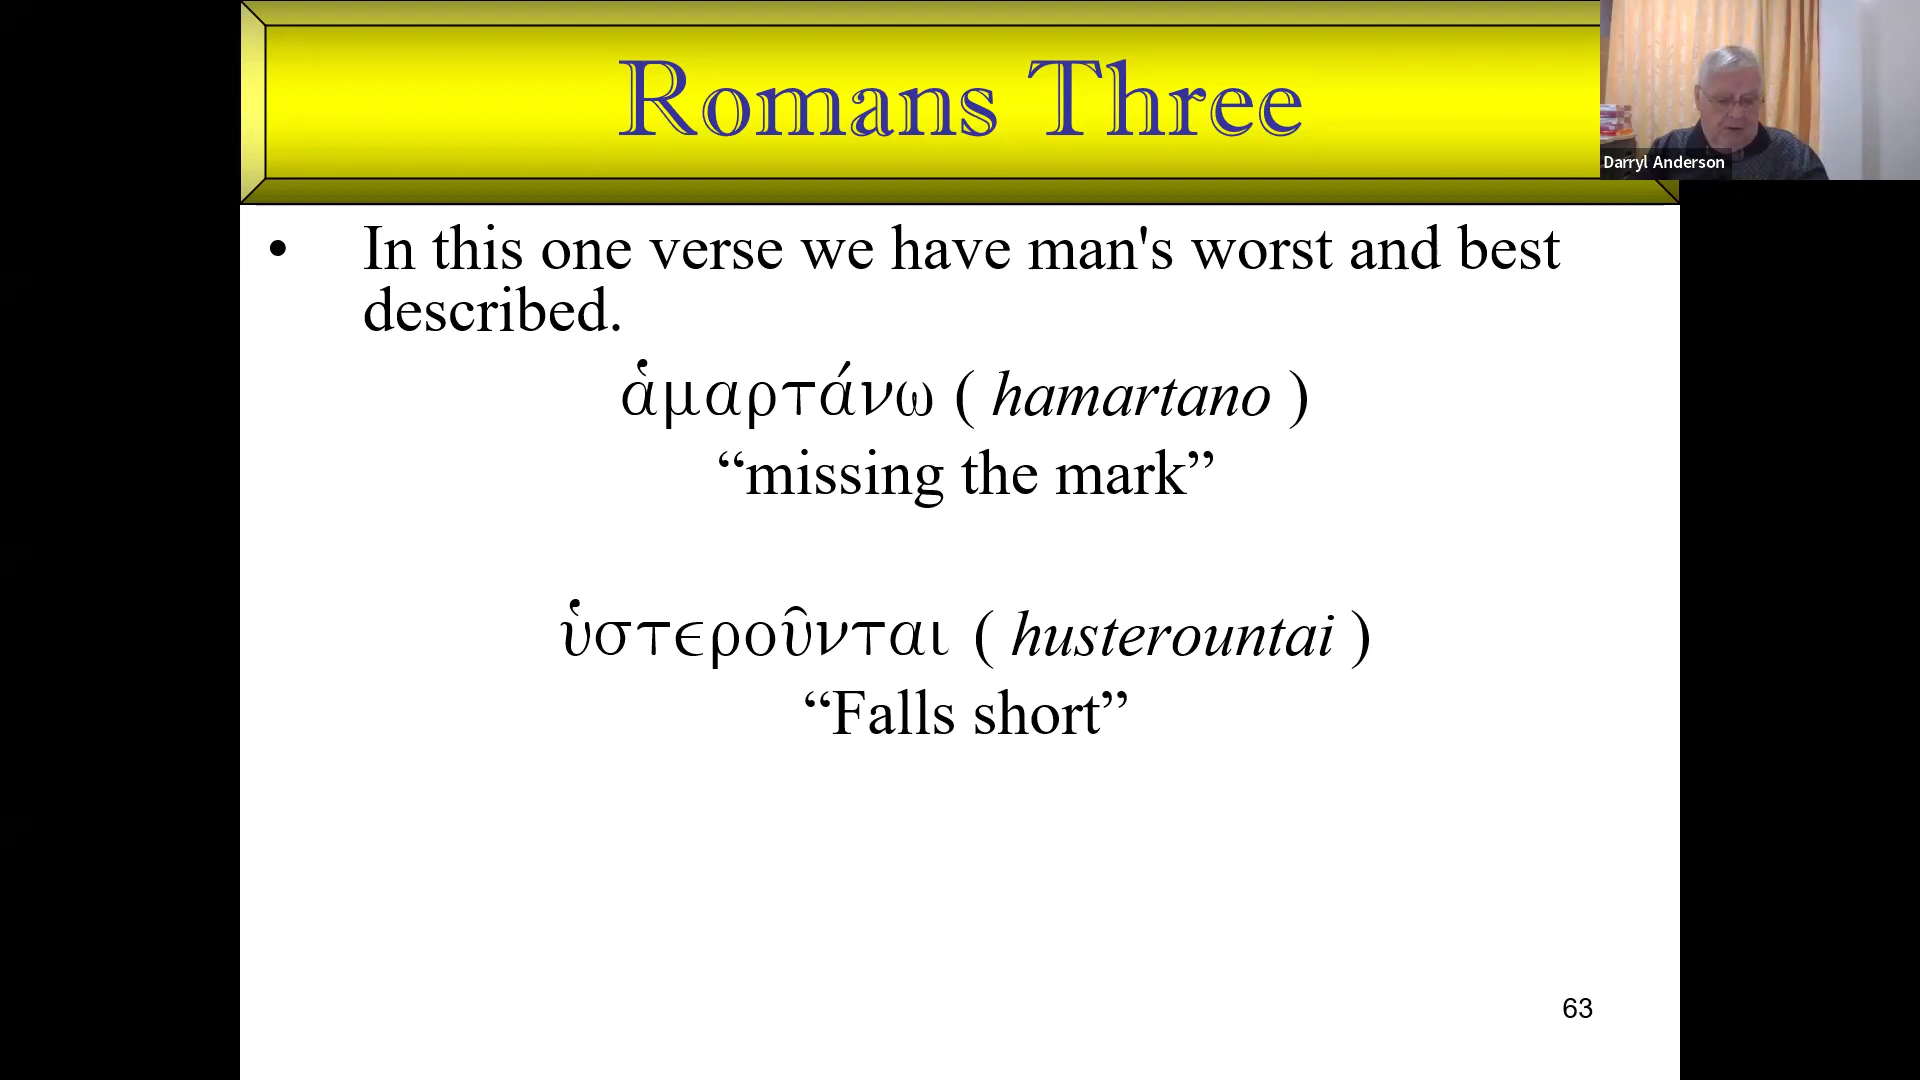 Romans Three
Darryl Anderson
• In this one verse we have man's worst and best
described.
ἁμαρτάνω ( hamartano )
“missing the mark”
ὑστεροῦνται ( husterountai )
“Falls short”
63